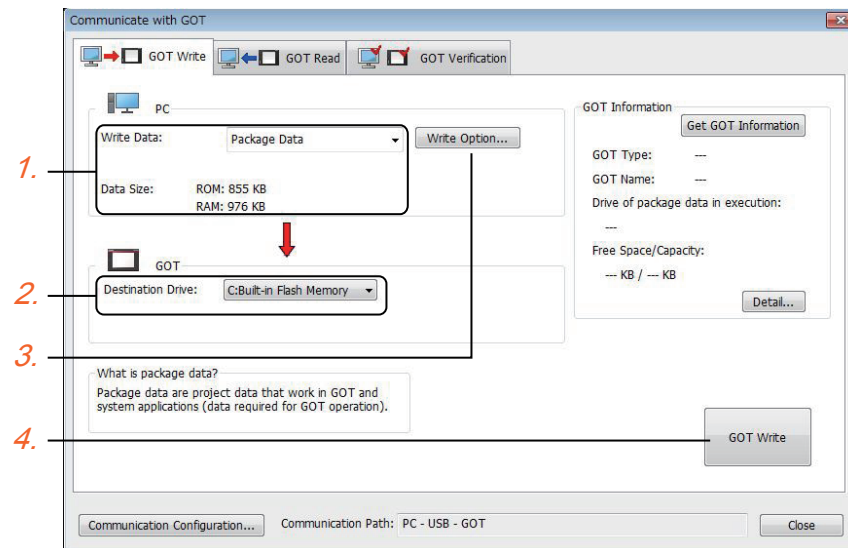 Communicate with GOT
GOT Write
GOT Read
GOT Verification
PC
Write Data:
Package Data
Write Option...
Data Size:
ROM: 855 KB
RAM: 976 KB
GOT
Destination Drive:
C:Built-in Flash Memory
What is package data?
Package data are project data that work in GOT and
system applications (data required for GOT operation).
GOT Information
Get GOT Information
GOT Type:
---
GOT Name:
---
Drive of package data in execution:
---
Free Space/Capacity:
--- KB / --- KB
Detail...
GOT Write
Communication Configuration...
Communication Path:
PC - USB - GOT
Close
1.
2.
3.
4.